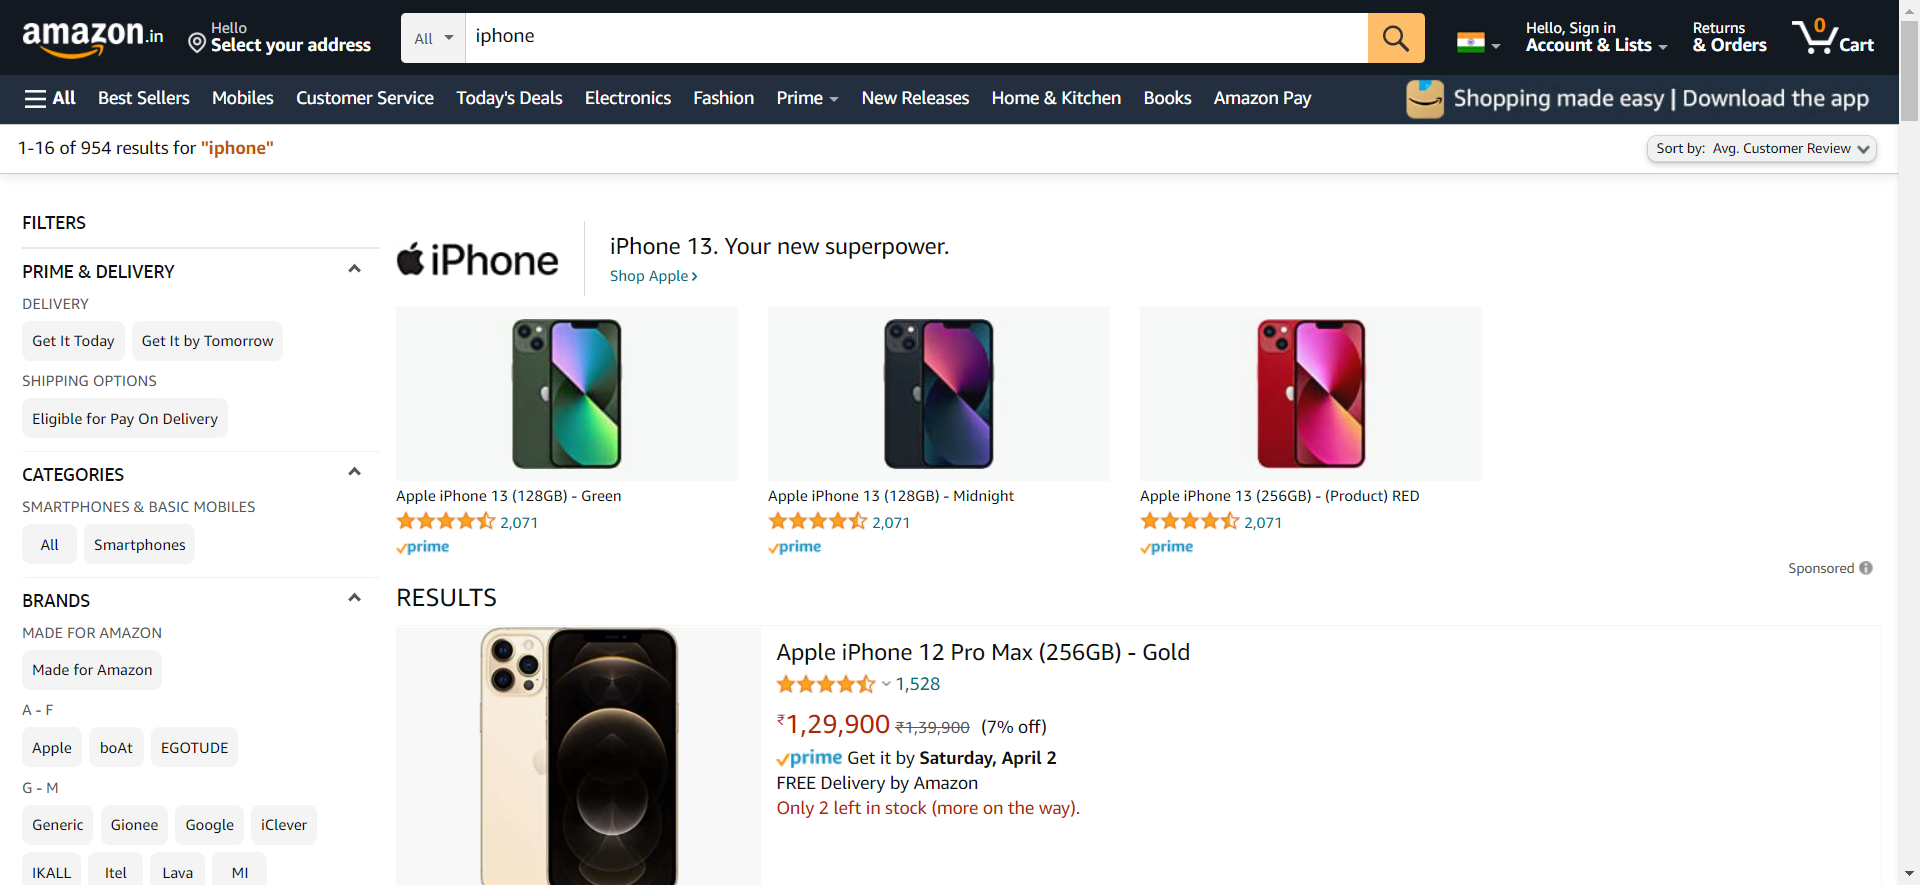 amazon.in
Hello
Select your address
All
iphone
Hello, Sign in
Account & Lists
Returns
& Orders
0
Cart
All
Best Sellers
Mobiles
Customer Service
Today's Deals
Electronics
Fashion
Prime
New Releases
Home & Kitchen
Books
Amazon Pay
Shopping made easy | Download the app
1-16 of 954 results for "iphone"
Sort by: Avg. Customer Review
FILTERS
PRIME & DELIVERY
DELIVERY
Get It Today
Get It by Tomorrow
SHIPPING OPTIONS
Eligible for Pay On Delivery
CATEGORIES
SMARTPHONES & BASIC MOBILES
All
Smartphones
BRANDS
MADE FOR AMAZON
Made for Amazon
A - F
Apple
boAt
EGOTUDE
G - M
Generic
Gionee
Google
iClever
IKALL
Itel
Lava
MI
iPhone
iPhone 13. Your new superpower.
Shop Apple ›
Apple iPhone 13 (128GB) - Green
2,071
prime
Apple iPhone 13 (128GB) - Midnight
2,071
prime
Apple iPhone 13 (256GB) - (Product) RED
2,071
prime
Sponsored
RESULTS
Apple iPhone 12 Pro Max (256GB) - Gold
1,528
₹1,29,900 ₹1,39,900 (7% off)
prime Get it by Saturday, April 2
FREE Delivery by Amazon
Only 2 left in stock (more on the way).